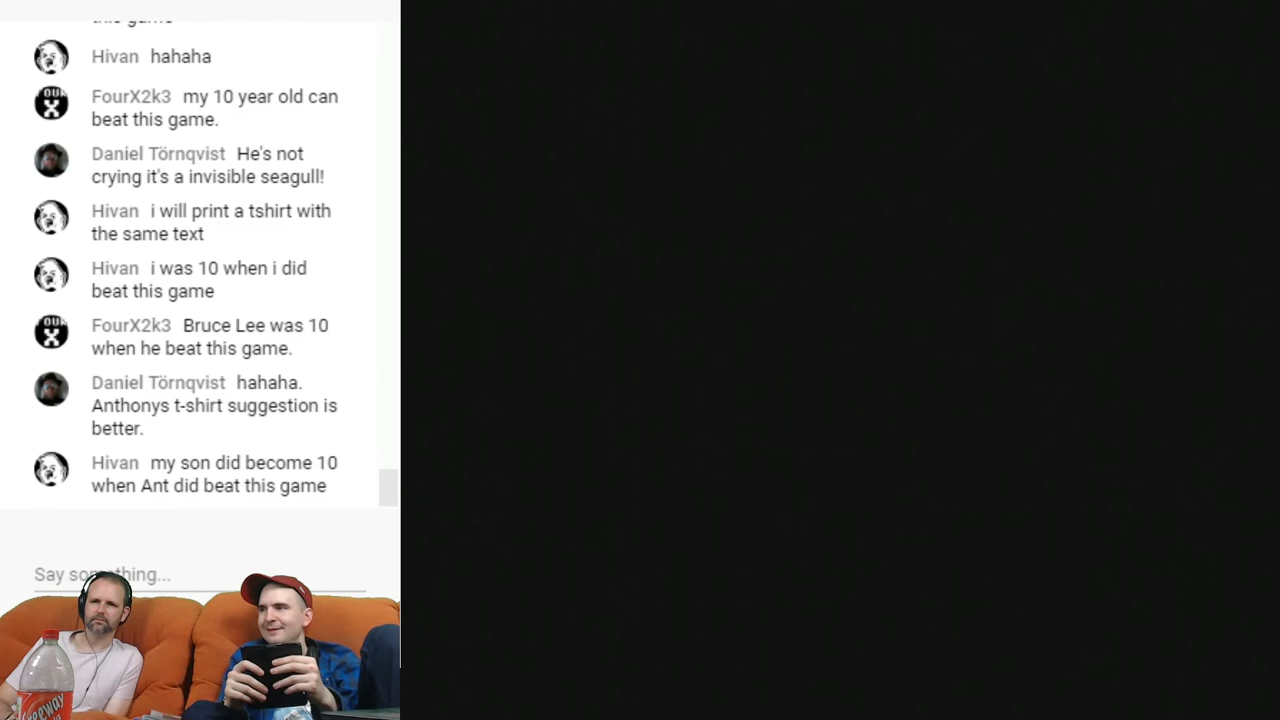 this game
Hivan hahaha
FourX2k3 my 10 year old can
beat this game.
Daniel Törnqvist He's not
crying it's a invisible seagull!
Hivan i will print a tshirt with
the same text
Hivan i was 10 when i did
beat this game
FourX2k3 Bruce Lee was 10
when he beat this game.
Daniel Törnqvist hahaha.
Anthonys t-shirt suggestion is
better.
Hivan my son did become 10
when Ant did beat this game
Say something...